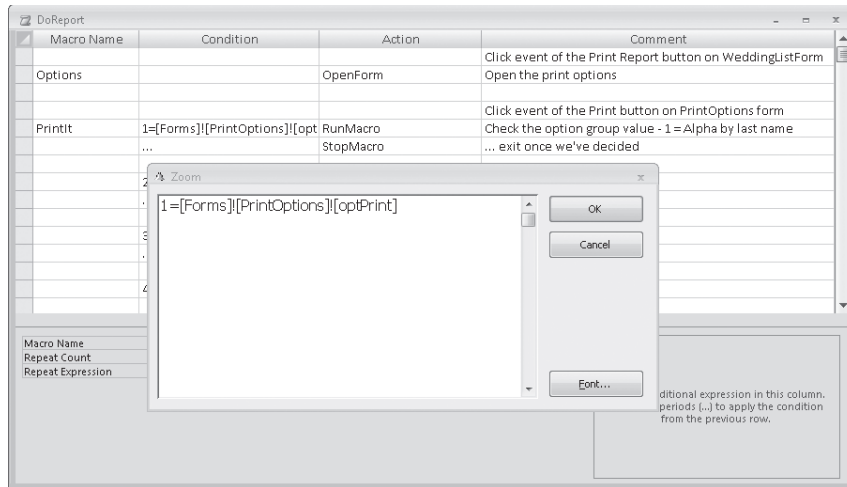 DoReport
Macro Name Condition Action Comment
Click event of the Print Report button on WeddingListForm
Options OpenForm Open the print options
Click event of the Print button on PrintOptions form
PrintIt 1=[Forms]![PrintOptions]![opt RunMacro Check the option group value - 1 = Alpha by last name
... StopMacro ... exit once we've decided
Zoom
1=[Forms]![PrintOptions]![optPrint]
OK
Cancel
Font...
2
.
3
.
4
Macro Name
Repeat Count
Repeat Expression
ditional expression in this column.
periods (...) to apply the condition
from the previous row.